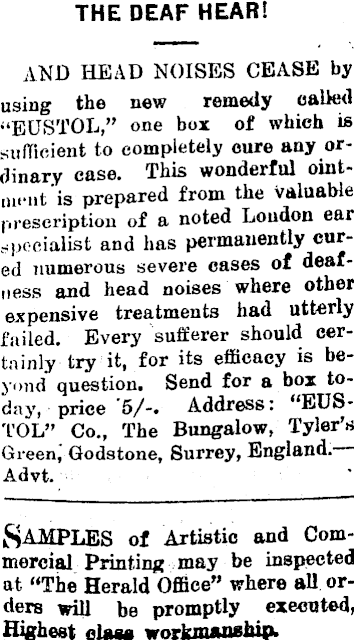 THE DEAF HEAR!
AND HEAD NOISES CEASE by
using the new remedy called
"EUSTOL," one box of which is
sufficient to completely cure any or-
dinary case. This wonderful oint-
ment is prepared from the valuable
prescription of a noted London ear
specialist and has permanently cur-
ed numerous severe cases of deaf-
ness and head noises where other
expensive treatments had utterly
failed. Every sufferer should cer-
tainly try it, for its efficacy is be-
yond question. Send for a box to-
day, price 5/-. Address: "EUS-
TOL" Co., The Bungalow, Tyler's
Green, Godstone, Surrey, England.—
Advt.
SAMPLES of Artistic and Com-
mercial Printing may be inspected
at "The Herald Office" where all or-
ders will be promptly executed,
Highest class workmanship.